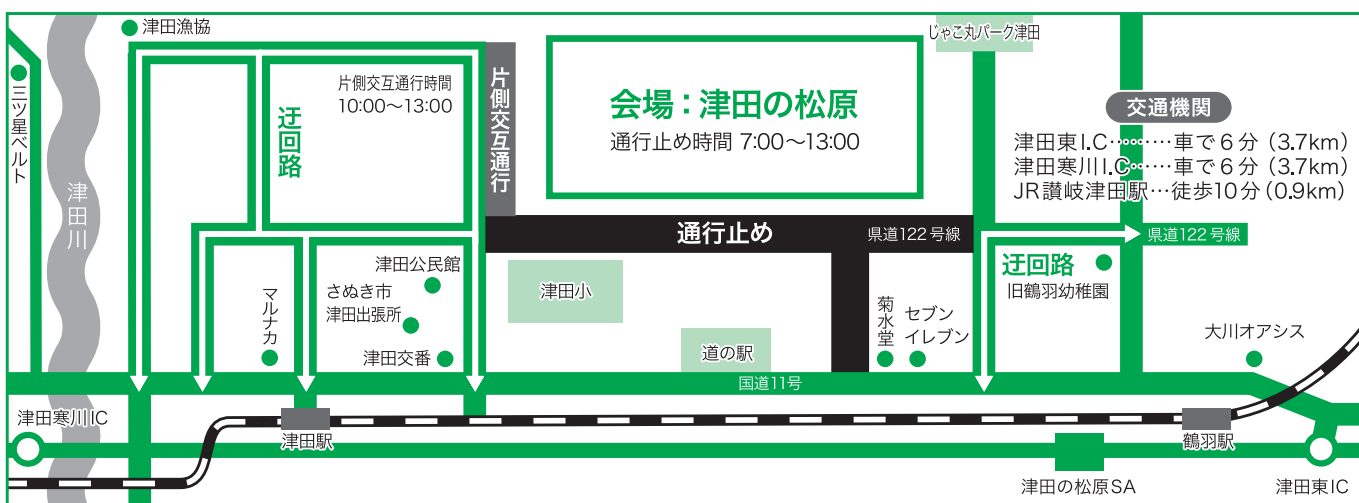 津田漁協
じゃこ丸パーク津田
三ツ星ベルト
津田川
片側交互通行時間
10:00〜13:00
迂回路
片側交互通行
会場：津田の松原
通行止め時間 7:00〜13:00
交通機関
津田東I.C………車で6分（3.7km）
津田寒川I.C……車で6分（3.7km）
JR讃岐津田駅…徒歩10分（0.9km）
通行止め
県道122号線
県道122号線
迂回路
旧鶴羽幼稚園
津田公民館
さぬき市
津田出張所
津田交番
マルナカ
津田小
道の駅
菊水堂
セブン
イレブン
大川オアシス
国道11号
津田寒川IC
津田駅
鶴羽駅
津田の松原SA
津田東IC